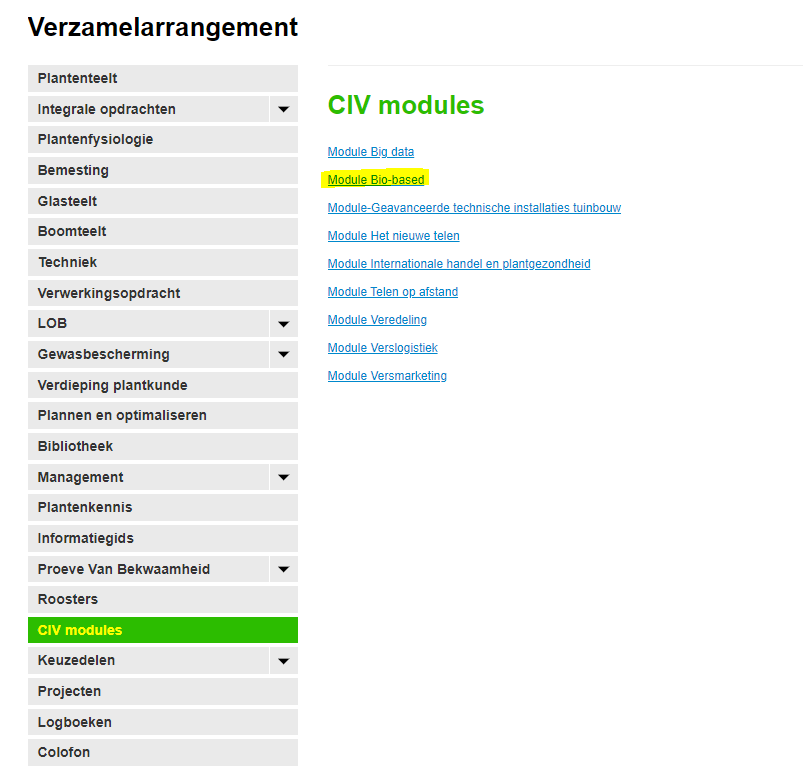 Verzamelarrangement
Plantenteelt
Integrale opdrachten
Plantenfysiologie
Bemesting
Glasteelt
Boomteelt
Techniek
Verwerkingsopdracht
LOB
Gewasbescherming
Verdieping plantkunde
Plannen en optimaliseren
Bibliotheek
Management
Plantenkennis
Informatiegids
Proeve Van Bekwaamheid
Roosters
CIV modules
Keuzedelen
Projecten
Logboeken
Colofon
CIV modules
Module Big data
Module Bio-based
Module-Geavanceerde technische installaties tuinbouw
Module Het nieuwe telen
Module Internationale handel en plantgezondheid
Module Telen op afstand
Module Veredeling
Module Verslogistiek
Module Versmarketing